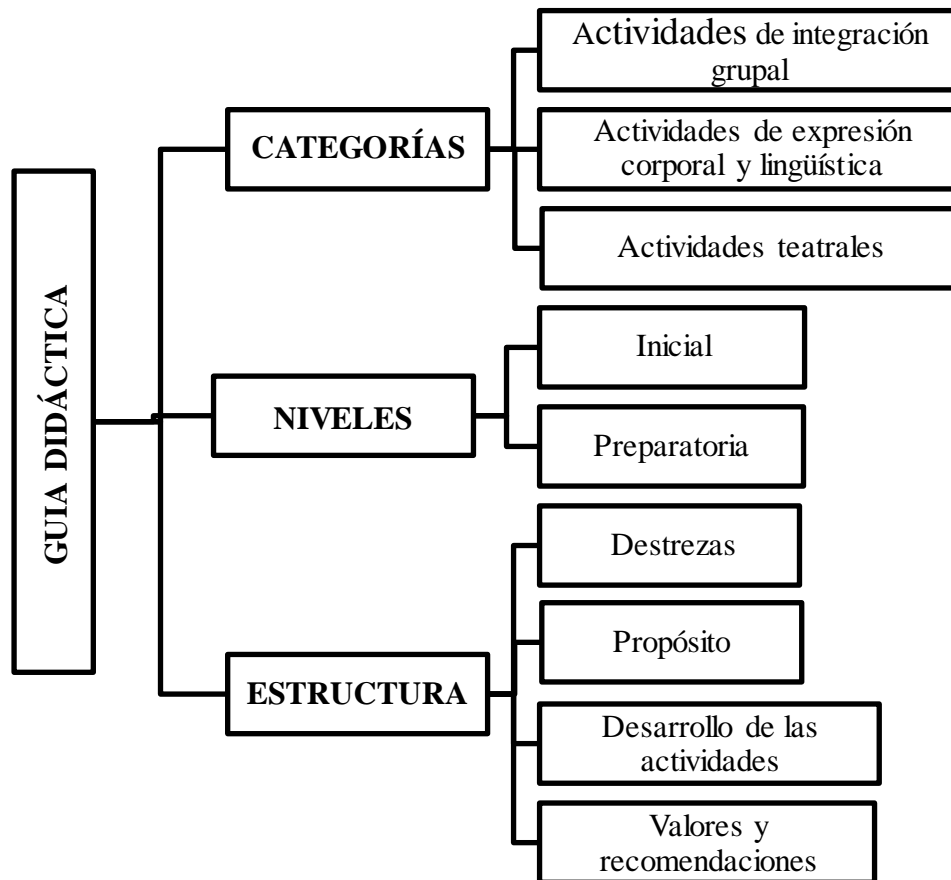 GUIA DIDÁCTICA
CATEGORÍAS
Actividades de integración
grupal
Actividades de expresión
corporal y lingüística
Actividades teatrales
NIVELES
Inicial
Preparatoria
ESTRUCTURA
Destrezas
Propósito
Desarrollo de las
actividades
Valores y
recomendaciones